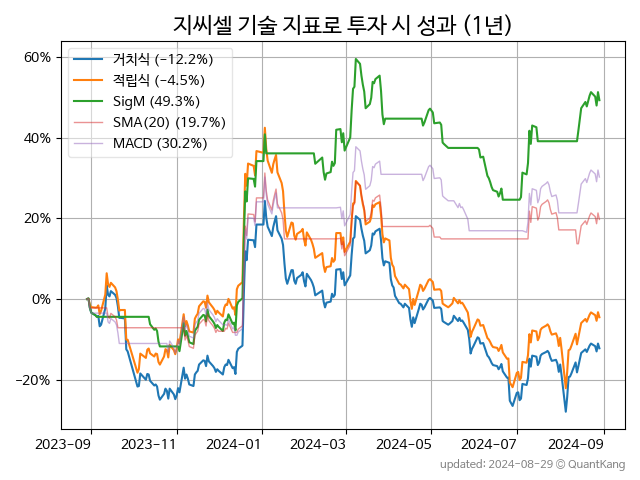 지씨셀 기술 지표로 투자 시 성과 (1년)
거치식 (−12.2%)
적립식 (−4.5%)
SigM (49.3%)
SMA(20) (19.7%)
MACD (30.2%)
60%
40%
20%
0%
−20%
2023-09
2023-11
2024-01
2024-03
2024-05
2024-07
2024-09
updated: 2024-08-29 © QuantKang